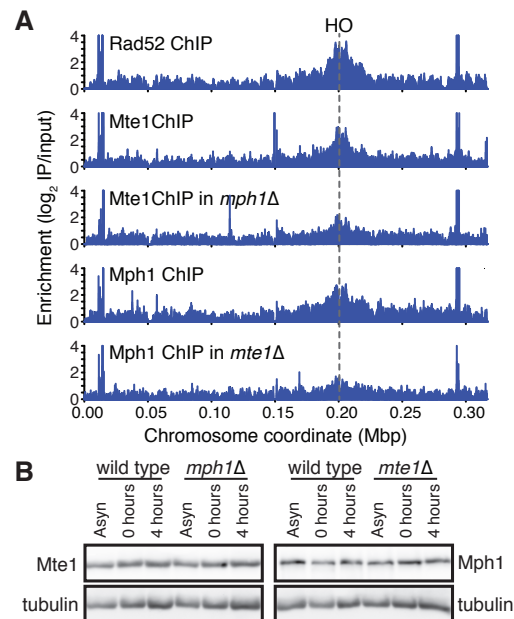 A
HO
Rad52 ChIP
Mte1ChIP
Mte1ChIP in mph1Δ
Mph1 ChIP
Mph1 ChIP in mte1Δ
Enrichment (log2 IP/input)
4
2
0
4
2
0
4
2
0
4
2
0
4
2
0
0.00 0.05 0.10 0.15 0.20 0.25 0.30
Chromosome coordinate (Mbp)
B
wild type mph1Δ wild type mte1Δ
Asyn 0 hours 4 hours Asyn 0 hours 4 hours Asyn 0 hours 4 hours Asyn 0 hours 4 hours
Mte1 Mph1
tubulin tubulin